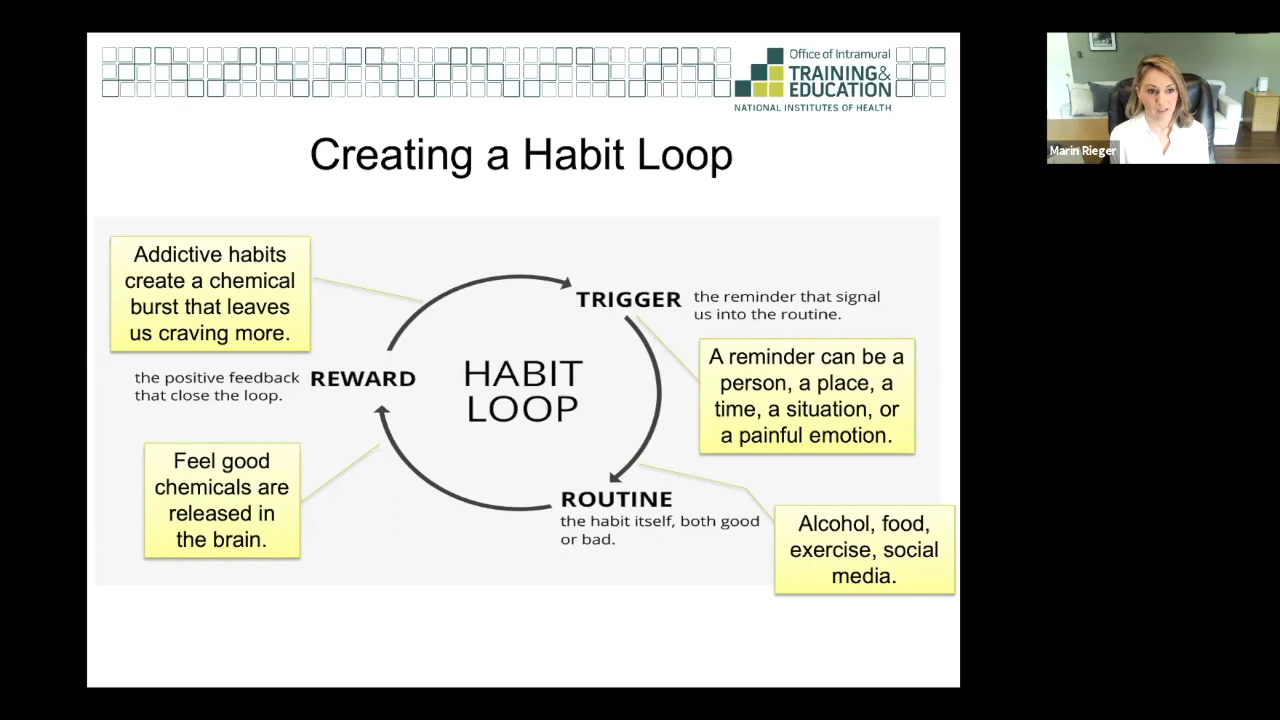 Office of Intramural
TRAINING&
EDUCATION
NATIONAL INSTITUTES OF HEALTH
Marin Rieger
Creating a Habit Loop
Addictive habits
create a chemical
burst that leaves
us craving more.
TRIGGER
the reminder that signal
us into the routine.
A reminder can be a
person, a place, a
time, a situation, or
a painful emotion.
HABIT
LOOP
the positive feedback
that close the loop.
REWARD
Feel good
chemicals are
released in
the brain.
ROUTINE
the habit itself, both good
or bad.
Alcohol, food,
exercise, social
media.